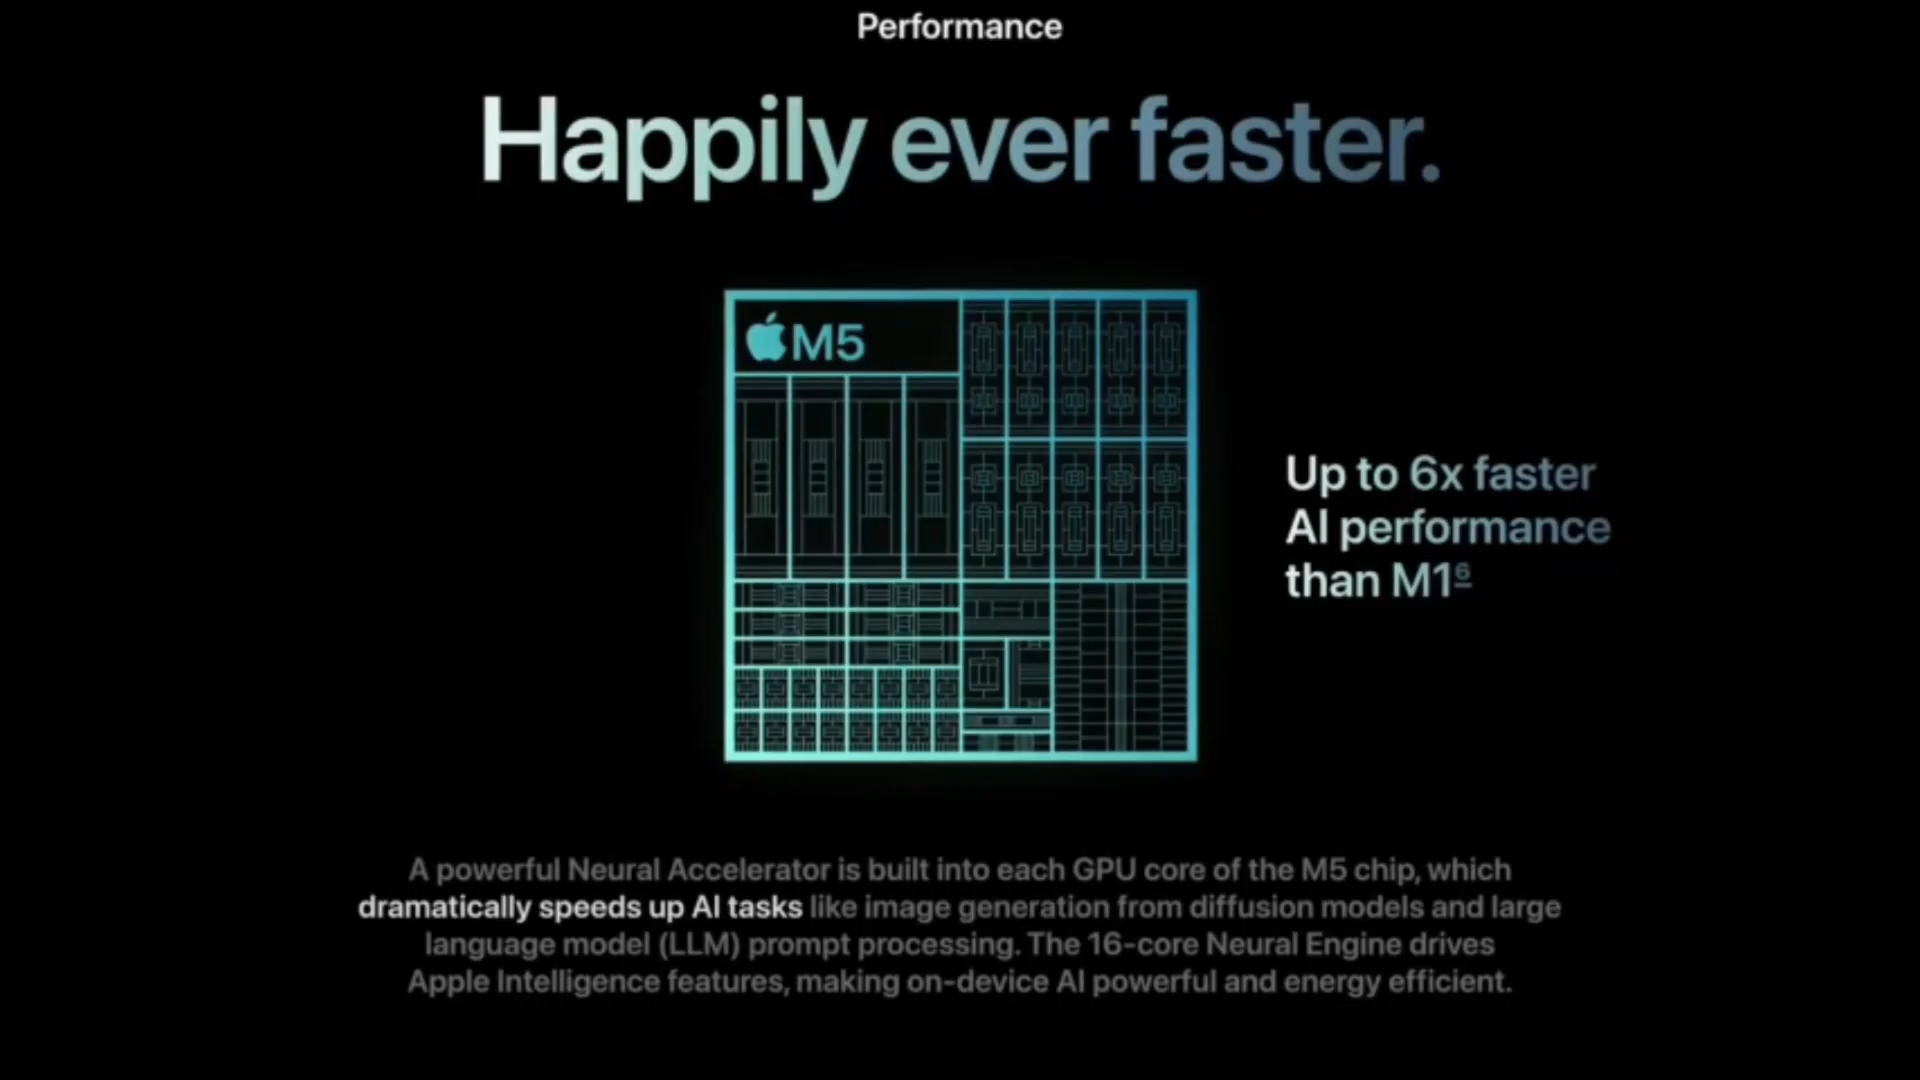 Performance
Happily ever faster.
M5
Up to 6x faster
AI performance
than M1⁶
A powerful Neural Accelerator is built into each GPU core of the M5 chip, which
dramatically speeds up AI tasks like image generation from diffusion models and large
language model (LLM) prompt processing. The 16-core Neural Engine drives
Apple Intelligence features, making on-device AI powerful and energy efficient.